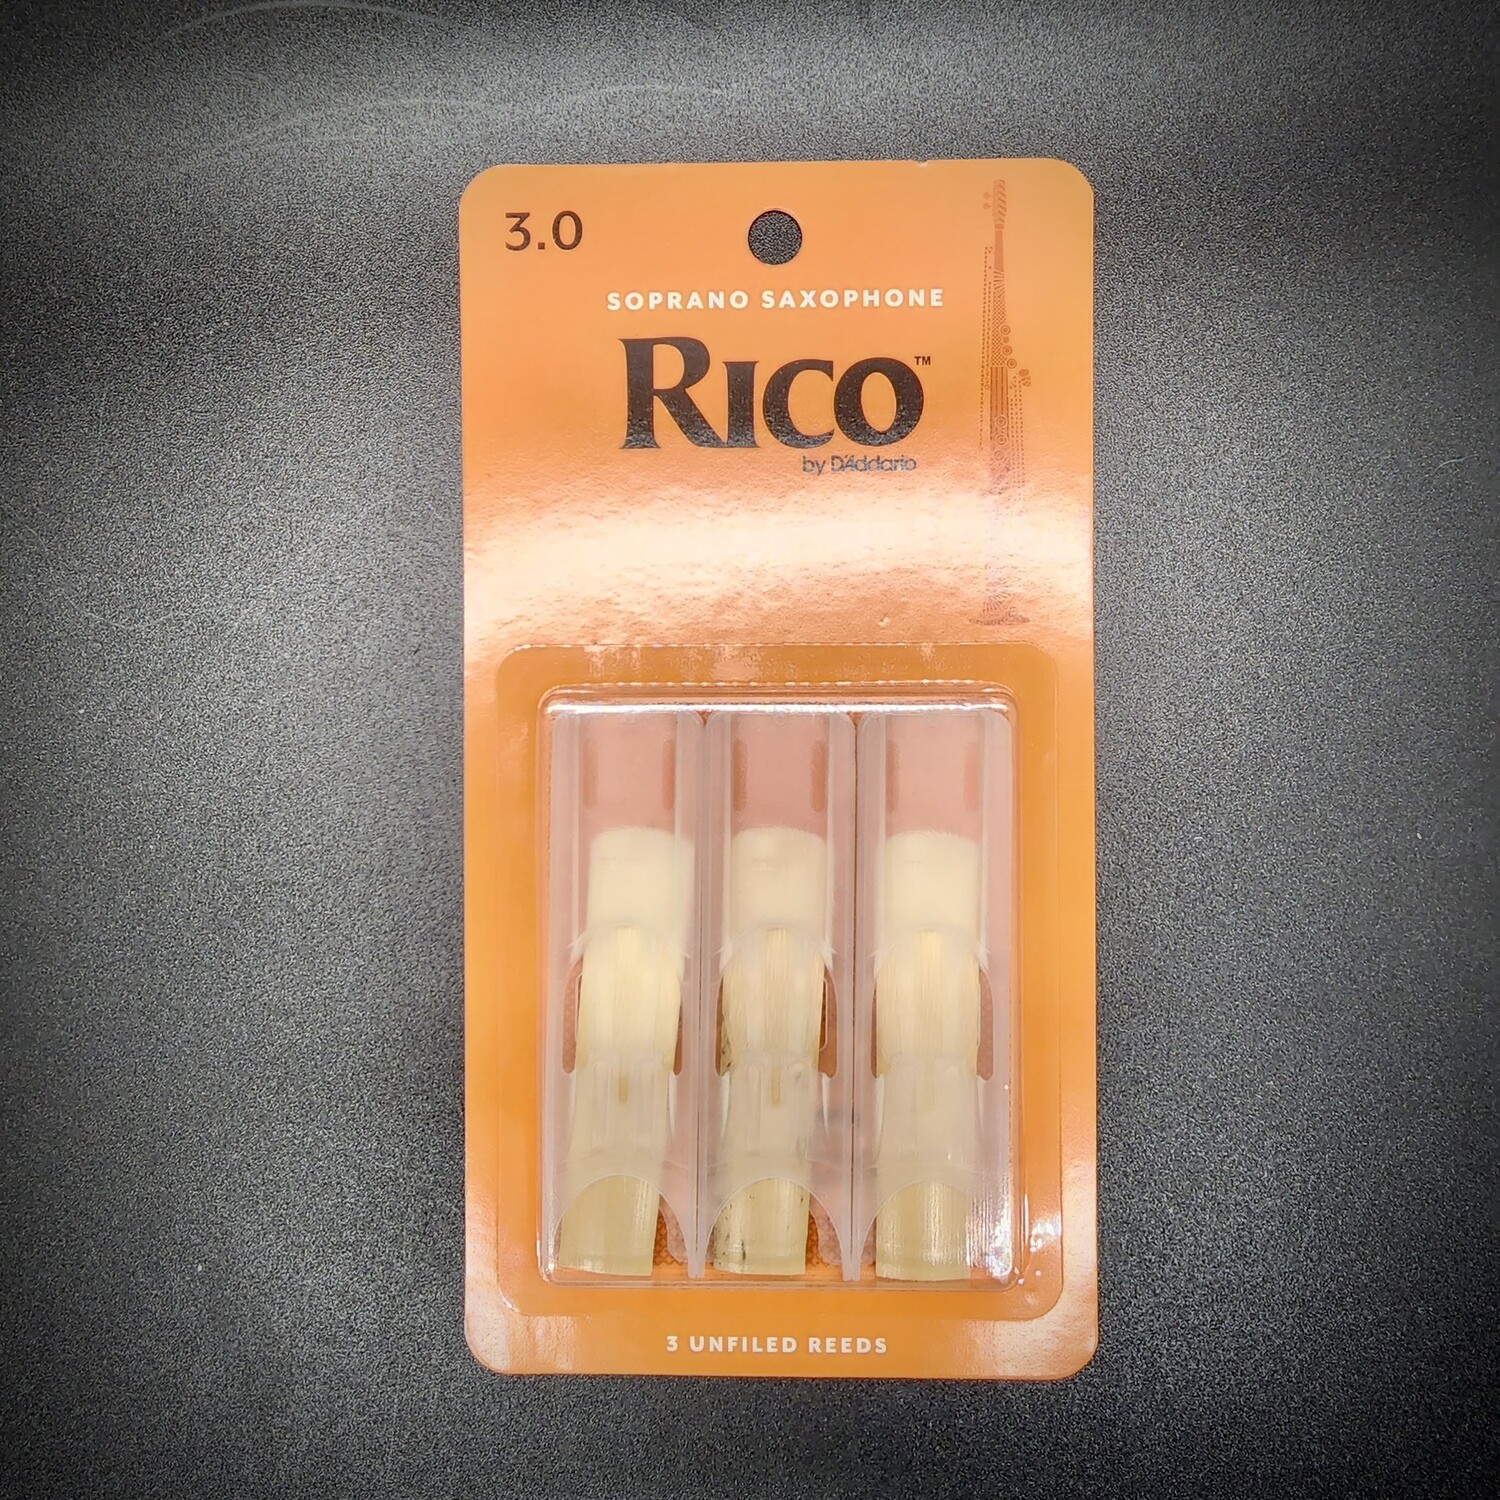 3.0
SOPRANO SAXOPHONE
RICO™
by D'Addario
3 UNFILED REEDS